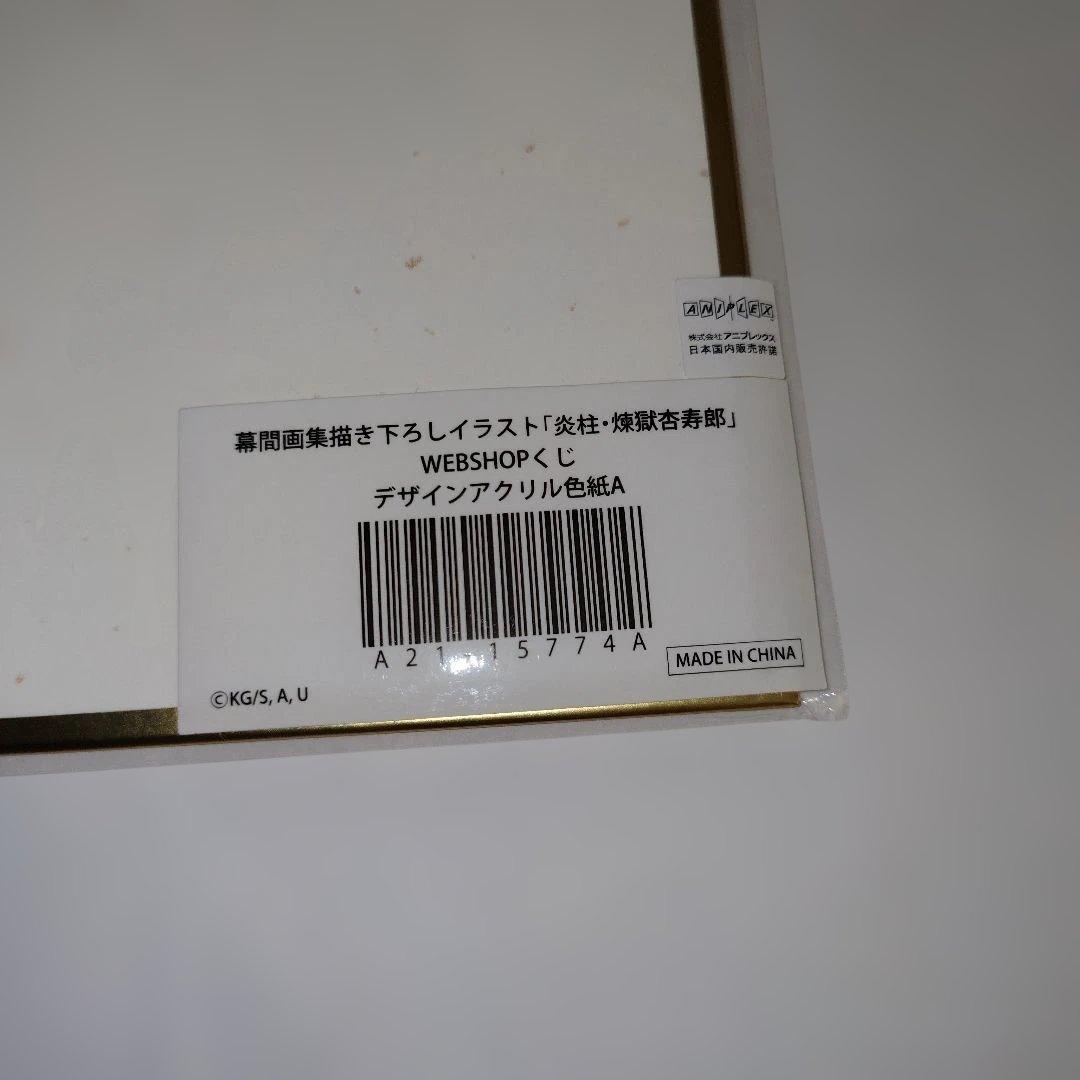 ANIPLEX
株式会社アニプレックス
日本国内販売許諾
幕間画集描き下ろしイラスト「炎柱・煉獄杏寿郎」
WEBSHOPくじ
デザインアクリル色紙A
A21-15774A
MADE IN CHINA
©KG/S, A, U